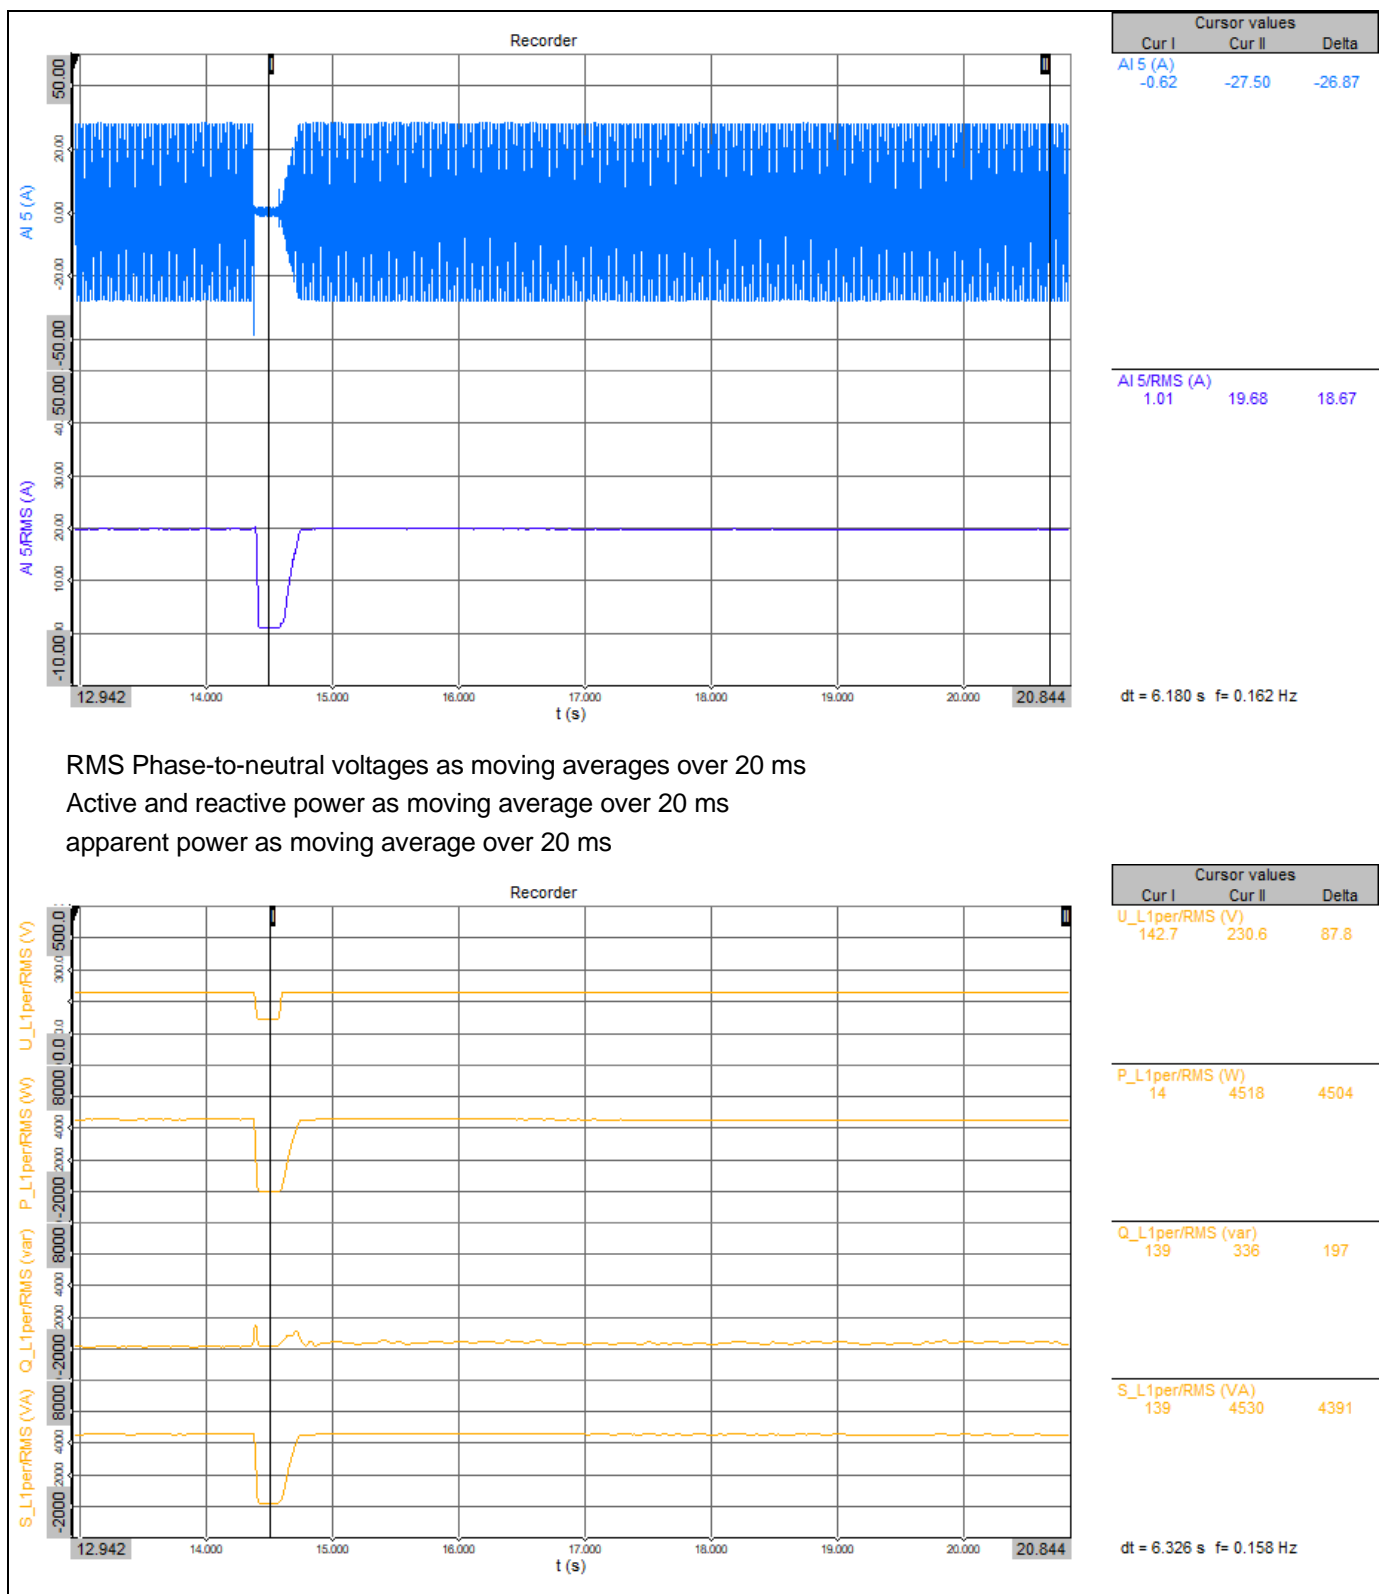 Recorder
Cursor values
Cur I Cur II Delta
AI 5 (A)
-0.62 -27.50 -26.87
AI 5/RMS (A)
1.01 19.68 18.67
AI 5 (A)
50.00
20.00
0.00
-20.00
-50.00
AI 5/RMS (A)
50.00
30.00
20.00
10.00
-10.00
12.942 14.000 15.000 16.000 17.000 18.000 19.000 20.000 20.844
t (s)
dt = 6.180 s f= 0.162 Hz
RMS Phase-to-neutral voltages as moving averages over 20 ms
Active and reactive power as moving average over 20 ms
apparent power as moving average over 20 ms
Recorder
Cursor values
Cur I Cur II Delta
U_L1per/RMS (V)
142.7 230.6 87.8
P_L1per/RMS (W)
14 4518 4504
Q_L1per/RMS (var)
139 336 197
S_L1per/RMS (VA)
139 4530 4391
U_L1per/RMS (V)
500.0
P_L1per/RMS (W)
8000
4000
2000
-2000
Q_L1per/RMS (var)
8000
4000
2000
-2000
S_L1per/RMS (VA)
8000
4000
2000
-2000
12.942 14.000 15.000 16.000 17.000 18.000 19.000 20.000 20.844
t (s)
dt = 6.326 s f= 0.158 Hz